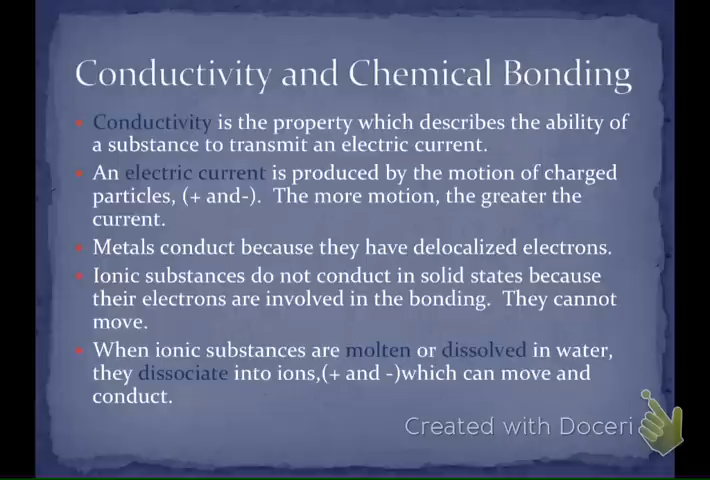 Conductivity and Chemical Bonding
• Conductivity is the property which describes the ability of
a substance to transmit an electric current.
• An electric current is produced by the motion of charged
particles, (+ and-).  The more motion, the greater the
current.
• Metals conduct because they have delocalized electrons.
• Ionic substances do not conduct in solid states because
their electrons are involved in the bonding.  They cannot
move.
• When ionic substances are molten or dissolved in water,
they dissociate into ions,(+ and -)which can move and
conduct.
Created with Doceri